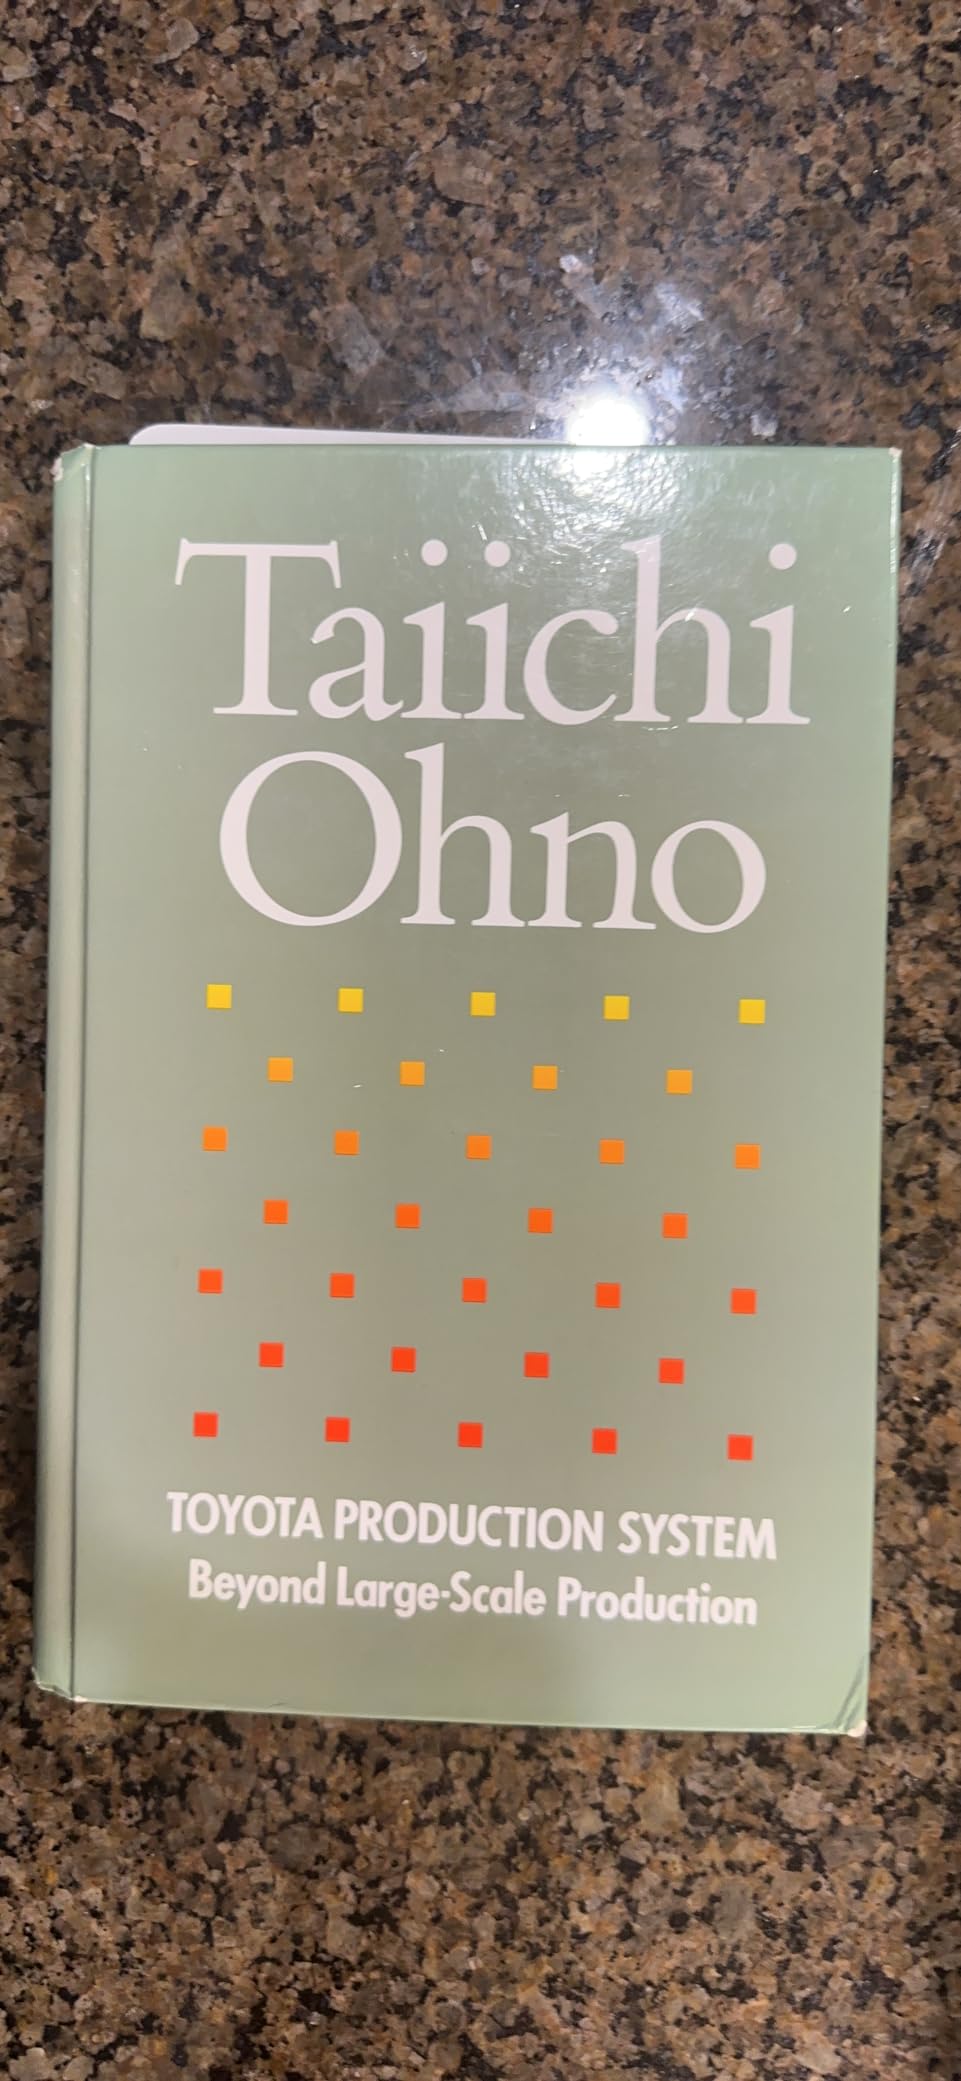 Taiichi
Ohno
TOYOTA PRODUCTION SYSTEM
Beyond Large-Scale Production